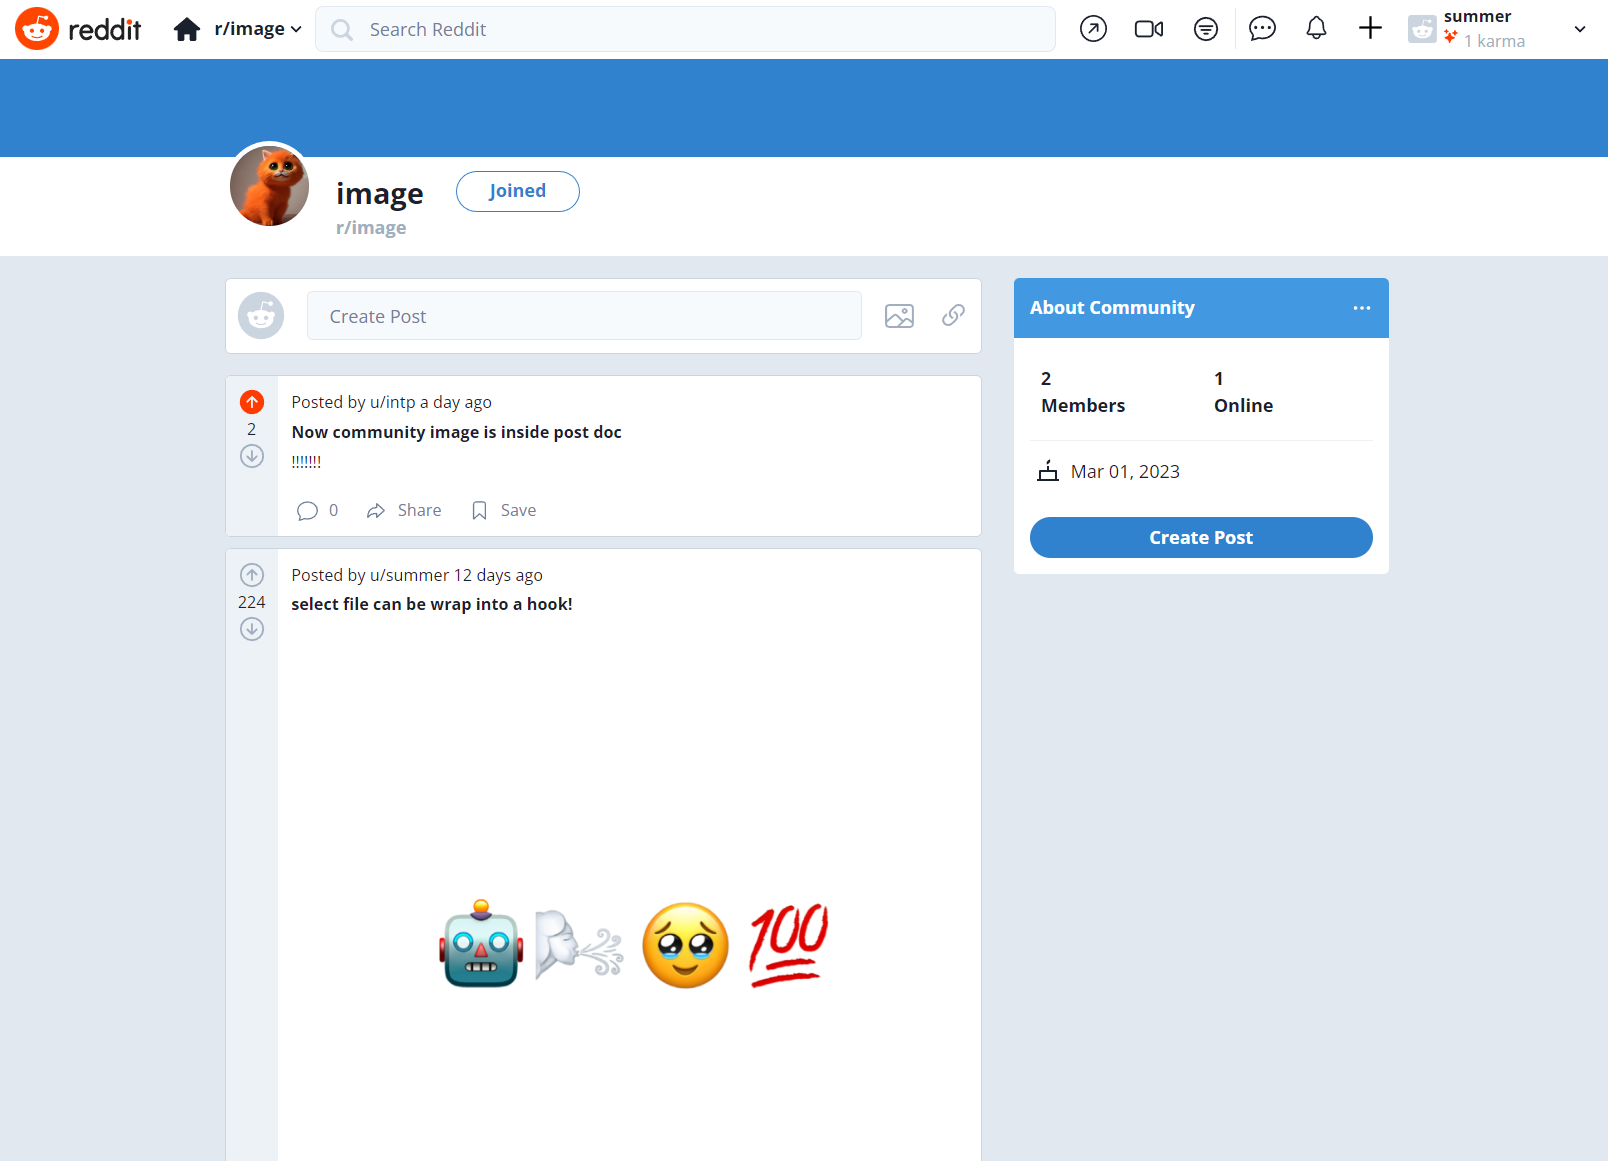 reddit
r/image
Search Reddit
summer
1 karma
image
Joined
r/image
Create Post
Posted by u/intp a day ago
2
Now community image is inside post doc
!!!!!!!
0 Share Save
Posted by u/summer 12 days ago
224
select file can be wrap into a hook!
100
About Community
2 1
Members Online
Mar 01, 2023
Create Post